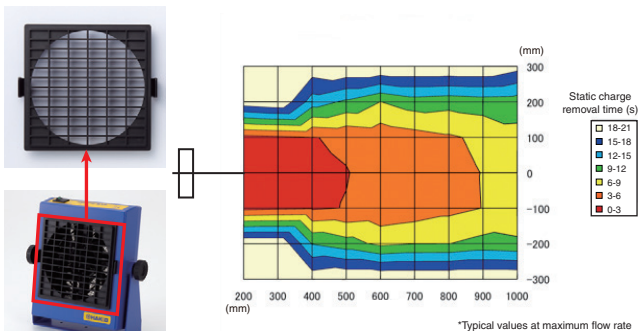 (mm)
300
200
100
0
−100
−200
−300
200 300 400 500 600 700 800 900 1000
(mm)
Static charge
removal time (s)
18-21
15-18
12-15
9-12
6-9
3-6
0-3
*Typical values at maximum flow rate
HAKKO